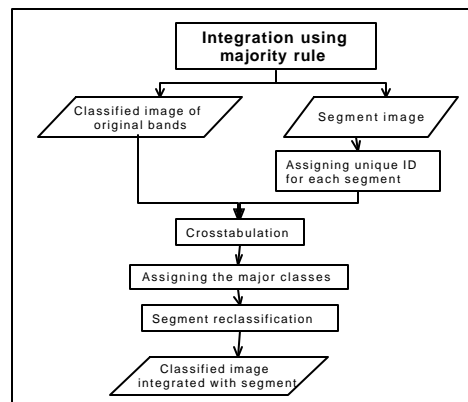 Integration using
majority rule
Classified image of
original bands
Segment image
Assigning unique ID
for each segment
Crosstabulation
Assigning the major classes
Segment reclassification
Classified image
integrated with segment